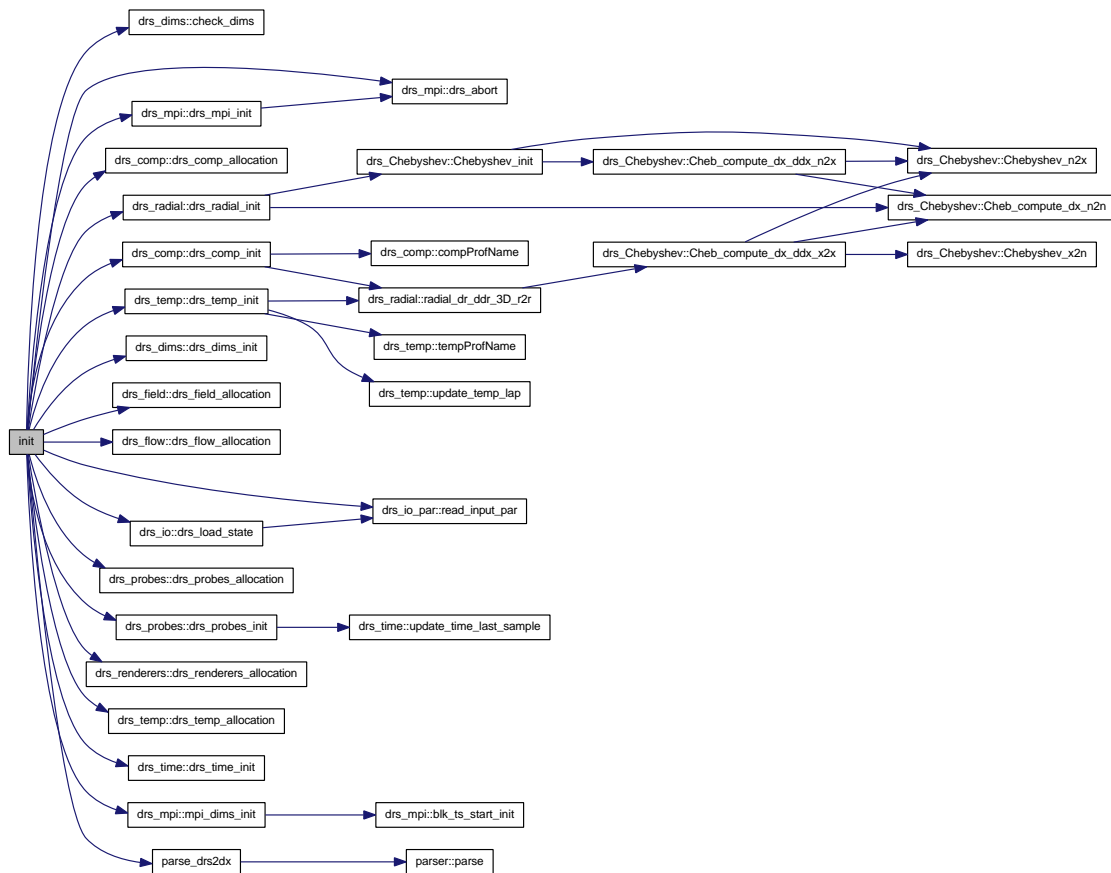 drs_dims::check_dims
drs_mpi::drs_abort
drs_mpi::drs_mpi_init
drs_comp::drs_comp_allocation
drs_Chebyshev::Chebyshev_init
drs_Chebyshev::Cheb_compute_dx_ddx_n2x
drs_Chebyshev::Chebyshev_n2x
drs_radial::drs_radial_init
drs_Chebyshev::Cheb_compute_dx_n2n
drs_comp::drs_comp_init
drs_comp::compProfName
drs_Chebyshev::Cheb_compute_dx_ddx_x2x
drs_Chebyshev::Chebyshev_x2n
drs_temp::drs_temp_init
drs_radial::radial_dr_ddr_3D_r2r
drs_temp::tempProfName
drs_dims::drs_dims_init
drs_temp::update_temp_lap
drs_field::drs_field_allocation
init
drs_flow::drs_flow_allocation
drs_io_par::read_input_par
drs_io::drs_load_state
drs_probes::drs_probes_allocation
drs_probes::drs_probes_init
drs_time::update_time_last_sample
drs_renderers::drs_renderers_allocation
drs_temp::drs_temp_allocation
drs_time::drs_time_init
drs_mpi::mpi_dims_init
drs_mpi::blk_ts_start_init
parse_drs2dx
parser::parse